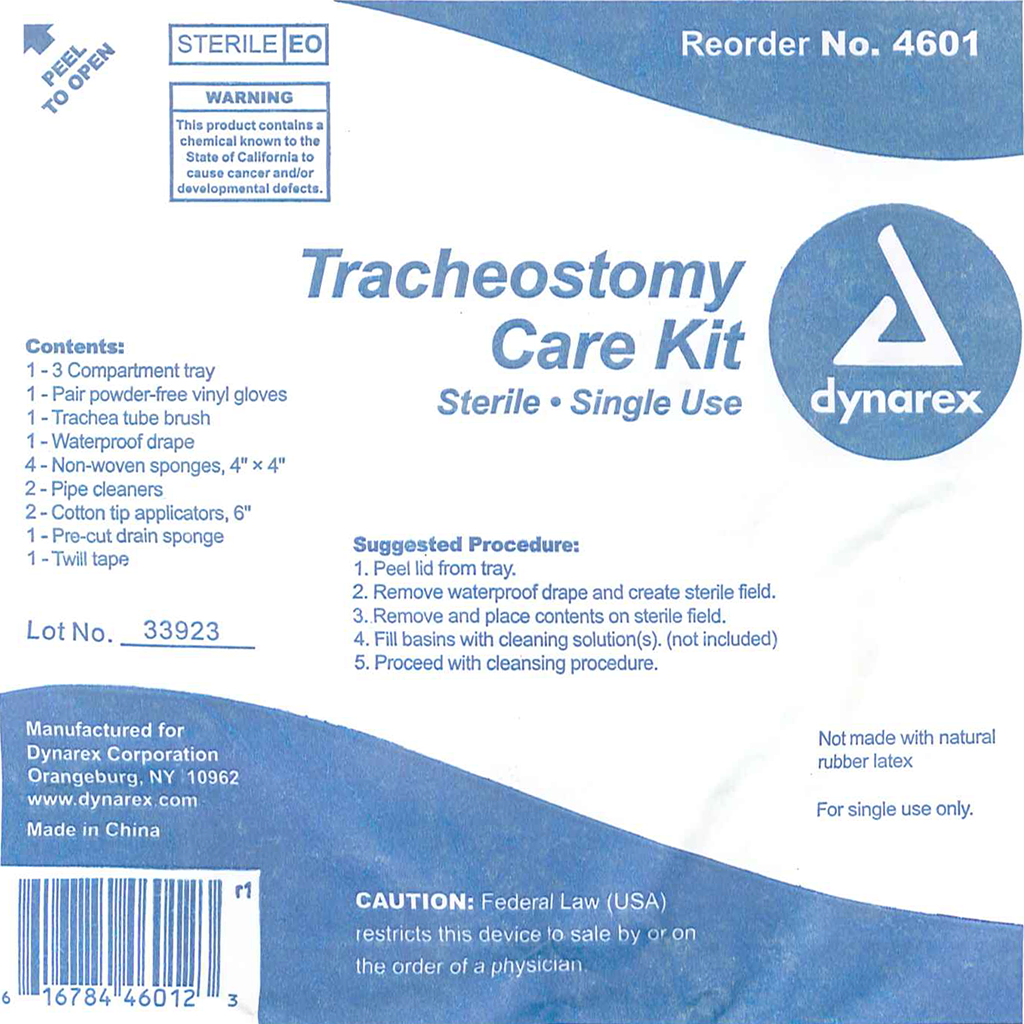 PEEL
TO OPEN
STERILE EO
Reorder No. 4601
WARNING
This product contains a
chemical known to the
State of California to
cause cancer and/or
developmental defects.
Tracheostomy
Care Kit
Sterile • Single Use
dynarex
Contents:
1 - 3 Compartment tray
1 - Pair powder-free vinyl gloves
1 - Trachea tube brush
1 - Waterproof drape
4 - Non-woven sponges, 4" × 4"
2 - Pipe cleaners
2 - Cotton tip applicators, 6"
1 - Pre-cut drain sponge
1 - Twill tape
Lot No. 33923
Suggested Procedure:
1. Peel lid from tray.
2. Remove waterproof drape and create sterile field.
3. Remove and place contents on sterile field.
4. Fill basins with cleaning solution(s). (not included)
5. Proceed with cleansing procedure.
Manufactured for
Dynarex Corporation
Orangeburg, NY 10962
www.dynarex.com
Made in China
Not made with natural
rubber latex
For single use only.
r1
CAUTION: Federal Law (USA)
restricts this device to sale by or on
the order of a physician.
6 16784 46012 3